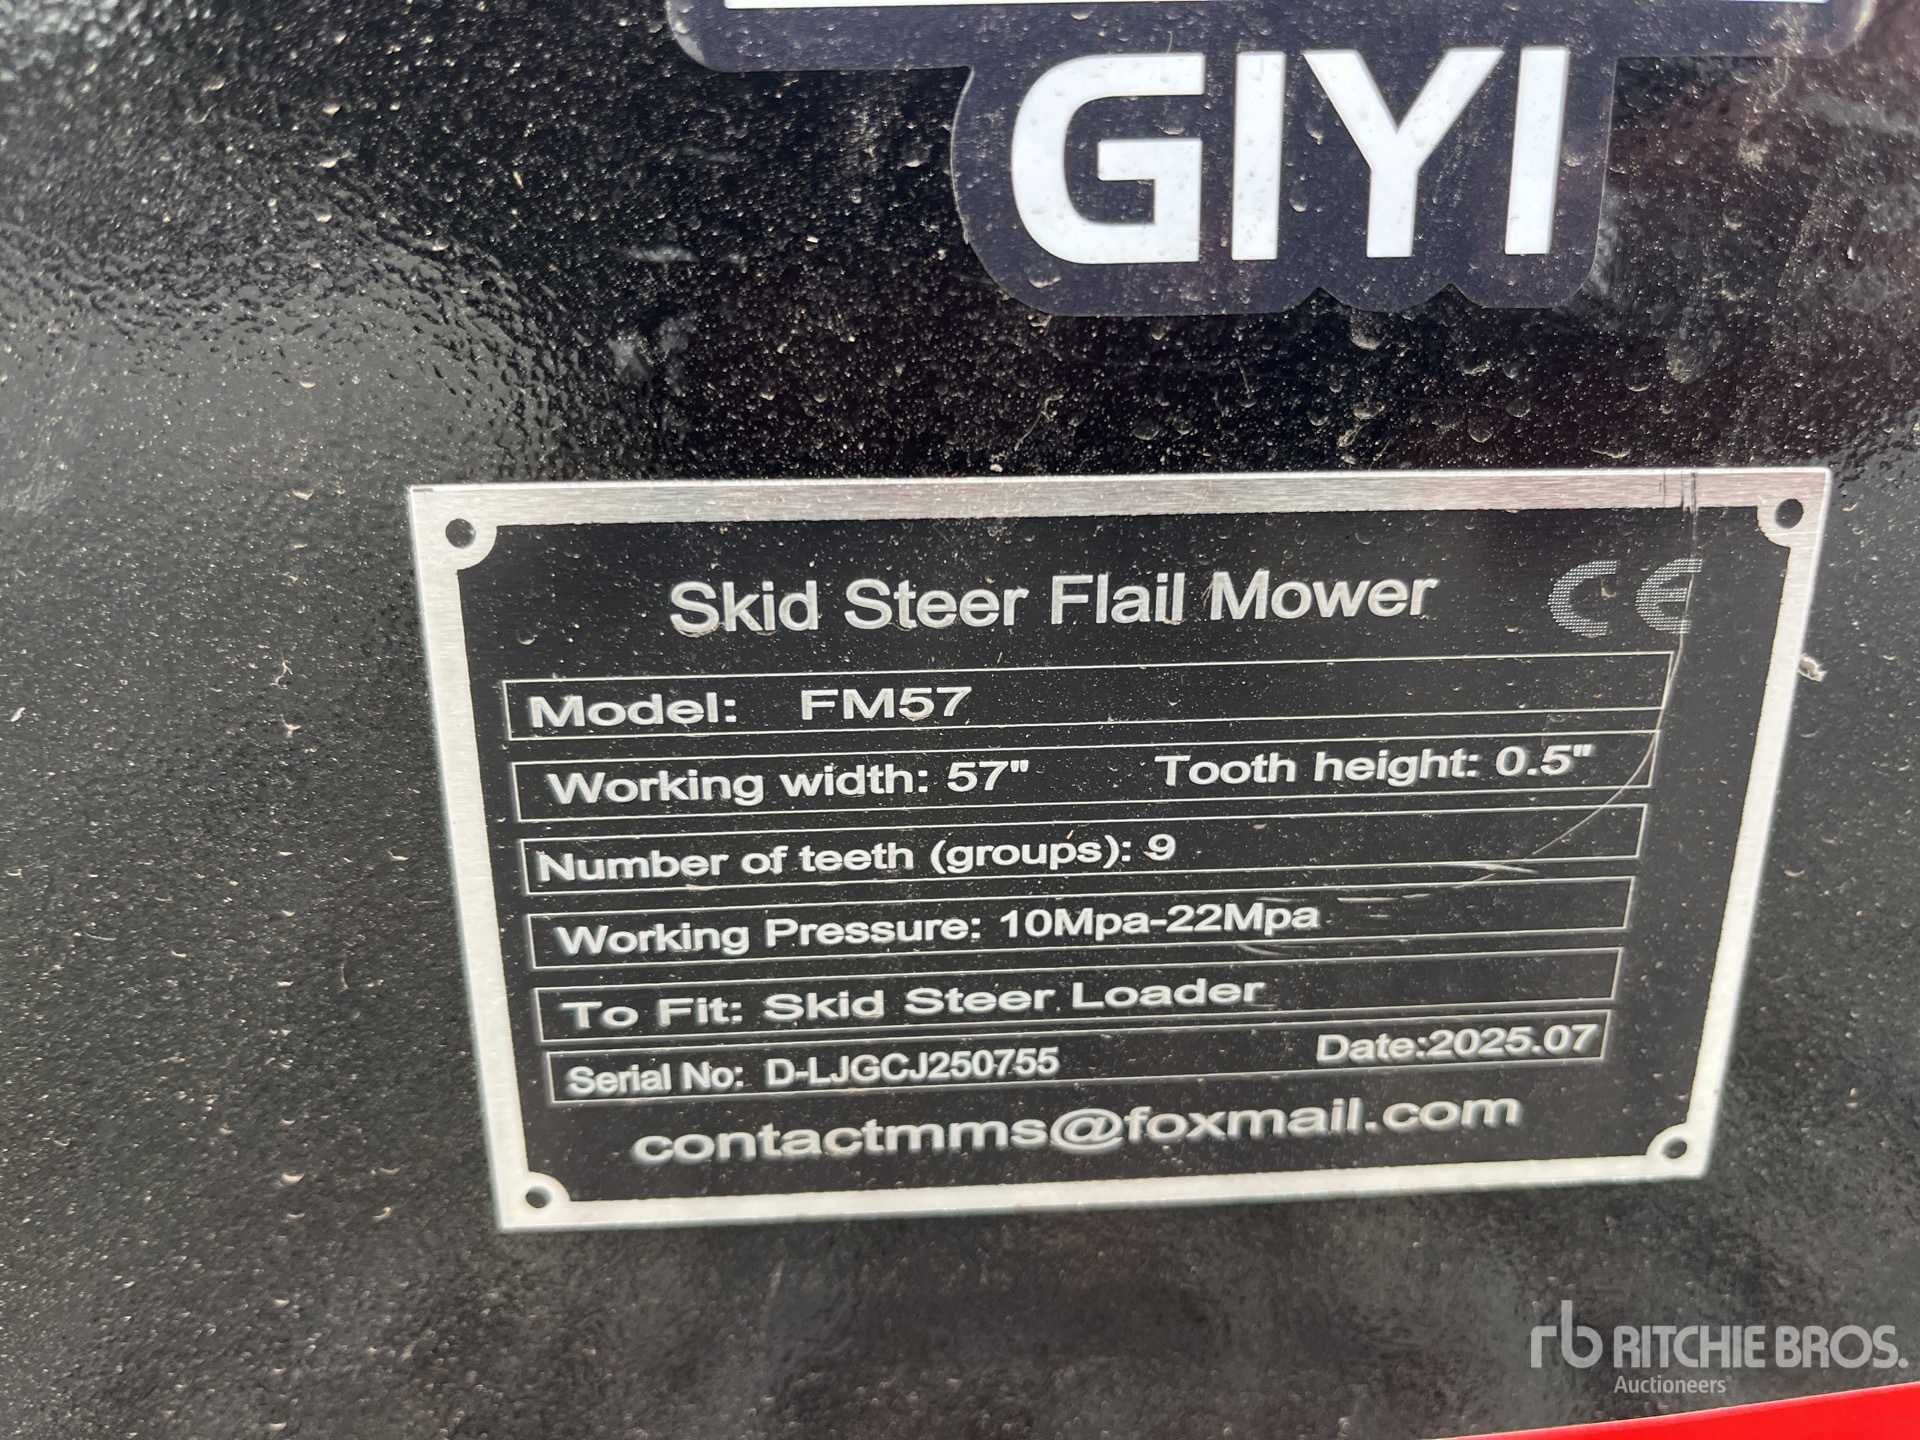 GIYI
Skid Steer Flail Mower CE
Model: FM57
Working width: 57" Tooth height: 0.5"
Number of teeth (groups): 9
Working Pressure: 10Mpa-22Mpa
To Fit: Skid Steer Loader
Serial No: D-LJGCJ250755 Date:2025.07
contactmms@foxmail.com
rb RITCHIE BROS.
Auctioneers